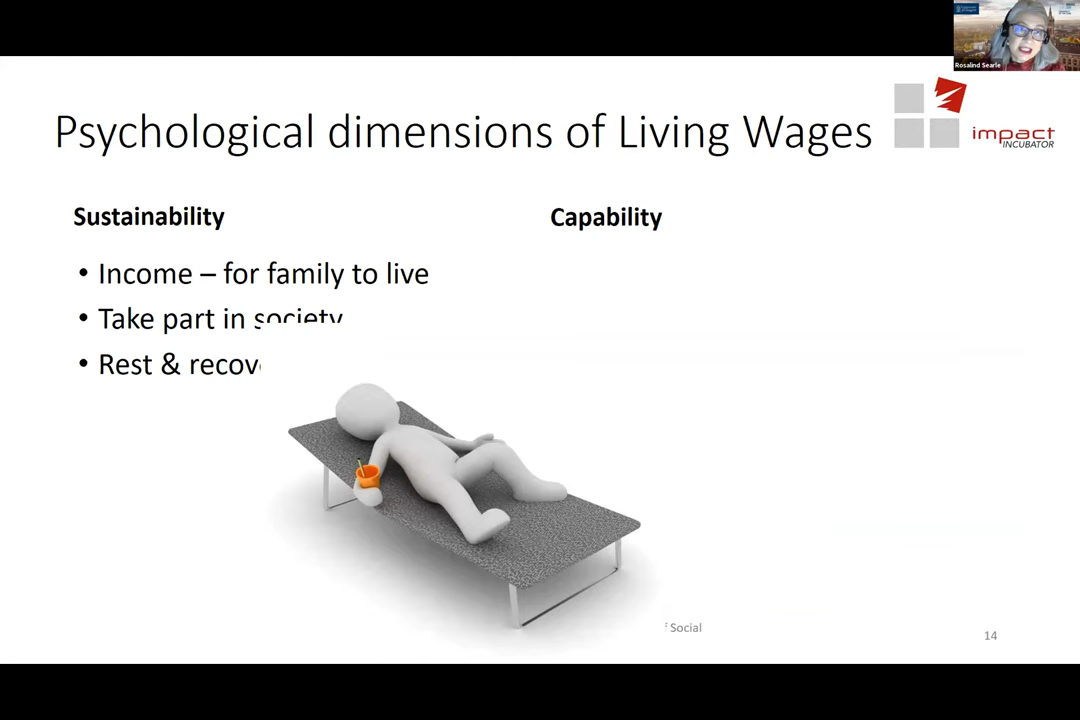 Rosalind Searle
Psychological dimensions of Living Wages
impact
INCUBATOR
Sustainability
• Income – for family to live
• Take part in society
• Rest &
Capability
Social
14